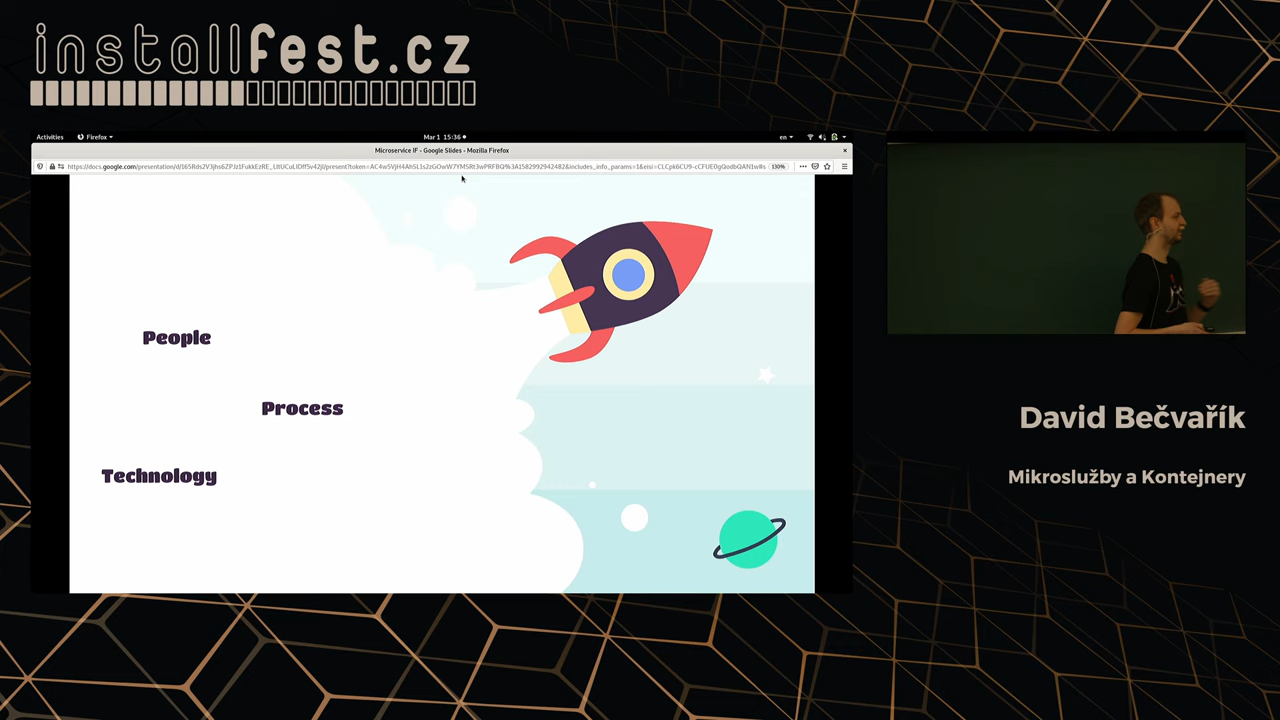 installfest.cz
Activities
Firefox
Mar 1 15:36
en
Microservice IF - Google Slides - Mozilla Firefox
130%
People
Process
Technology
David Bečvařík
Mikroslužby a Kontejnery